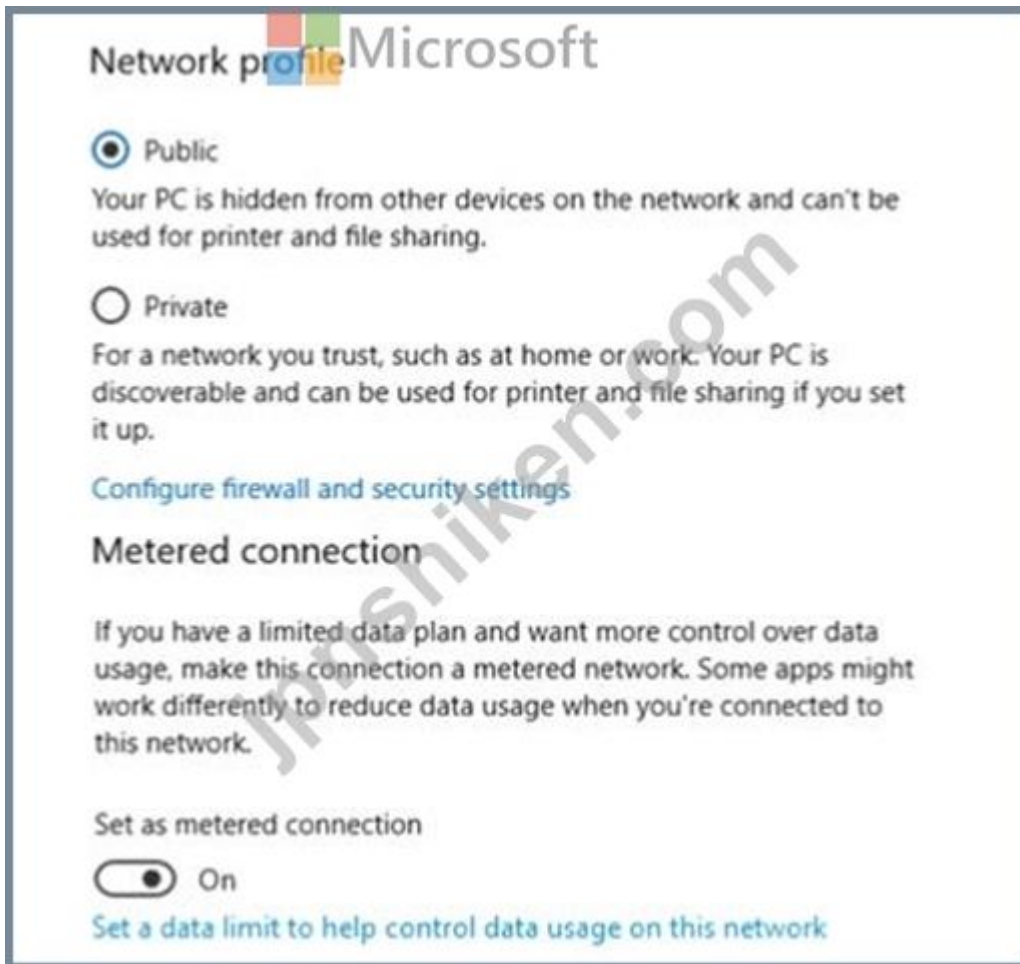 Microsoft
Network profile
Public
Your PC is hidden from other devices on the network and can't be
used for printer and file sharing.
Private
For a network you trust, such as at home or work. Your PC is
discoverable and can be used for printer and file sharing if you set
it up.
Configure firewall and security settings
Metered connection
If you have a limited data plan and want more control over data
usage, make this connection a metered network. Some apps might
work differently to reduce data usage when you're connected to
this network.
Set as metered connection
On
Set a data limit to help control data usage on this network
jpnshiken.com